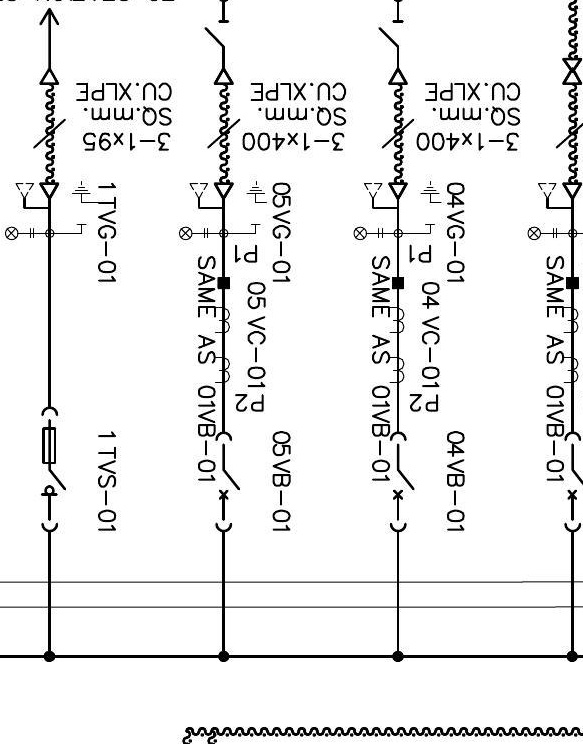 3-1x95
SQ.mm.
CU.XLPE
3-1x400
SQ.mm.
CU.XLPE
3-1x400
SQ.mm.
CU.XLPE
1TVG-01
05VG-01
04VG-01
P1
P1
SAME AS 01VB-01
05 VC-01
SAME AS 01VB-01
04 VC-01
SAME AS 01VB-01
P2
P2
1TVS-01
05VB-01
04VB-01